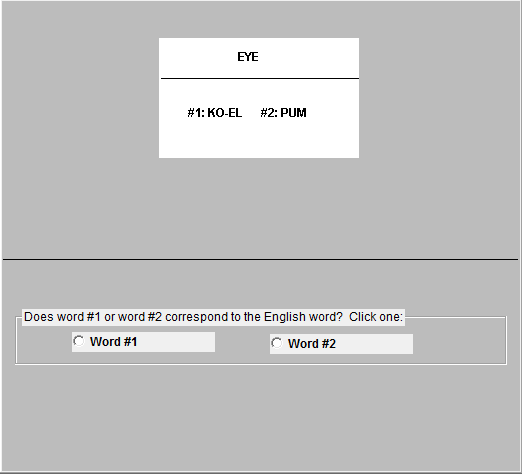 EYE
#1: KO-EL #2: PUM
Does word #1 or word #2 correspond to the English word? Click one:
Word #1 Word #2